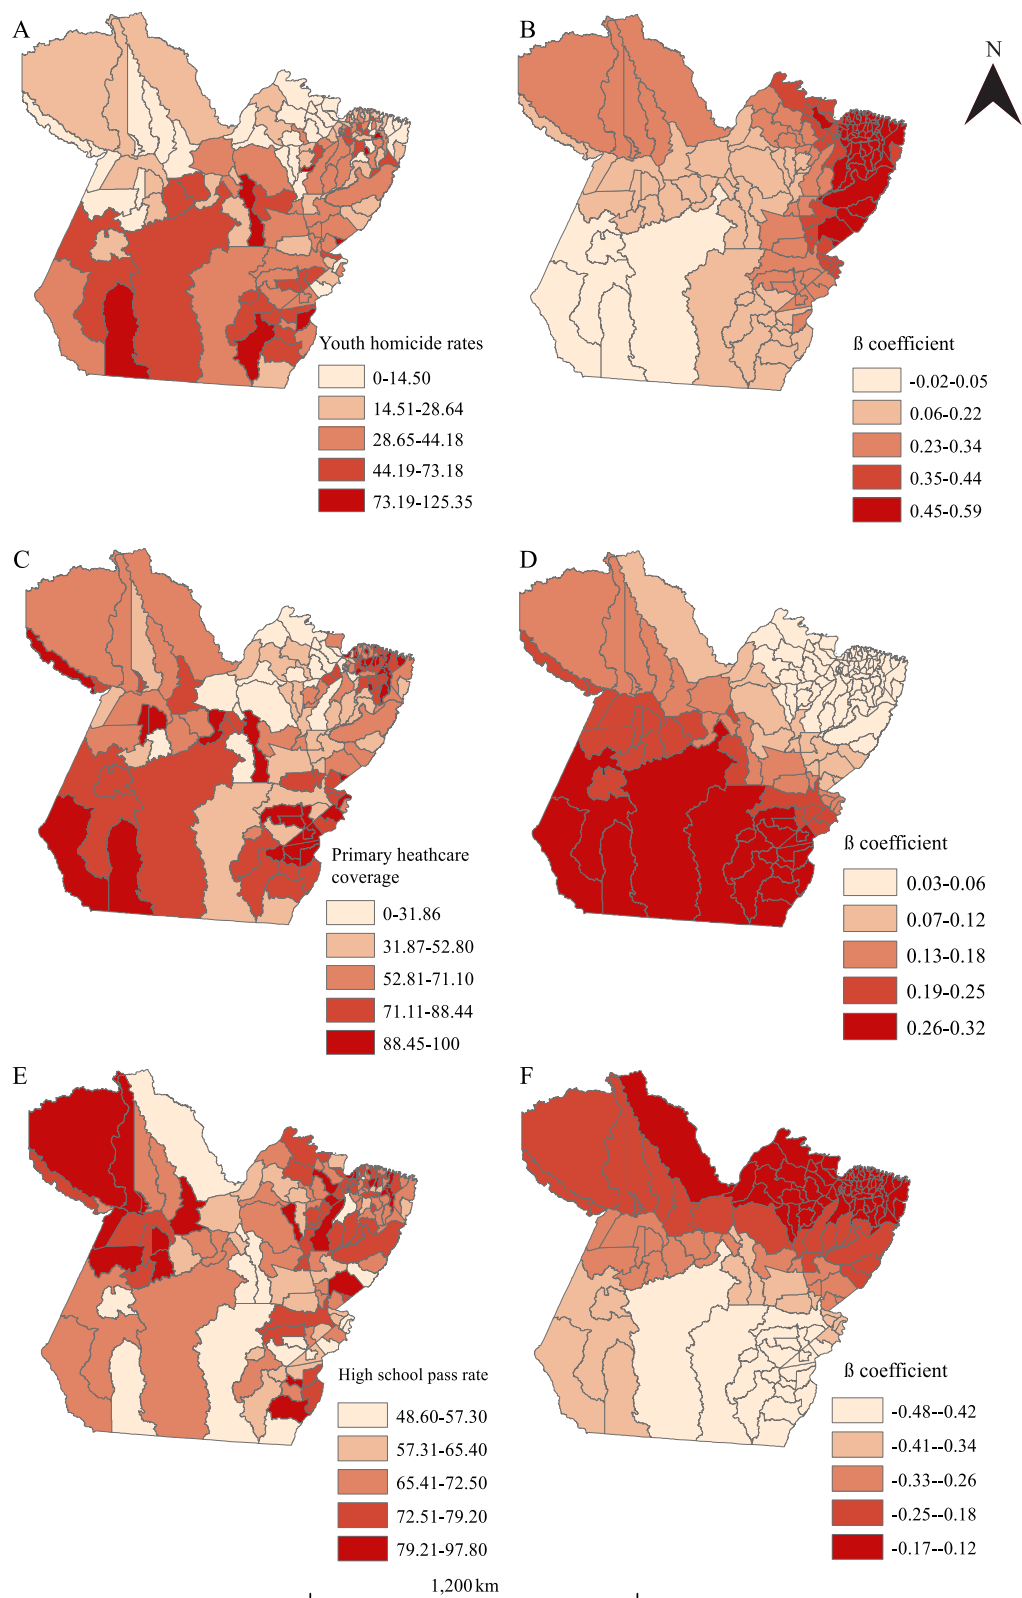 A
B
N
Youth homicide rates
0-14.50
14.51-28.64
28.65-44.18
44.19-73.18
73.19-125.35
ß coefficient
-0.02-0.05
0.06-0.22
0.23-0.34
0.35-0.44
0.45-0.59
C
D
Primary heathcare
coverage
0-31.86
31.87-52.80
52.81-71.10
71.11-88.44
88.45-100
ß coefficient
0.03-0.06
0.07-0.12
0.13-0.18
0.19-0.25
0.26-0.32
E
F
High school pass rate
48.60-57.30
57.31-65.40
65.41-72.50
72.51-79.20
79.21-97.80
ß coefficient
-0.48--0.42
-0.41--0.34
-0.33--0.26
-0.25--0.18
-0.17--0.12
1,200 km